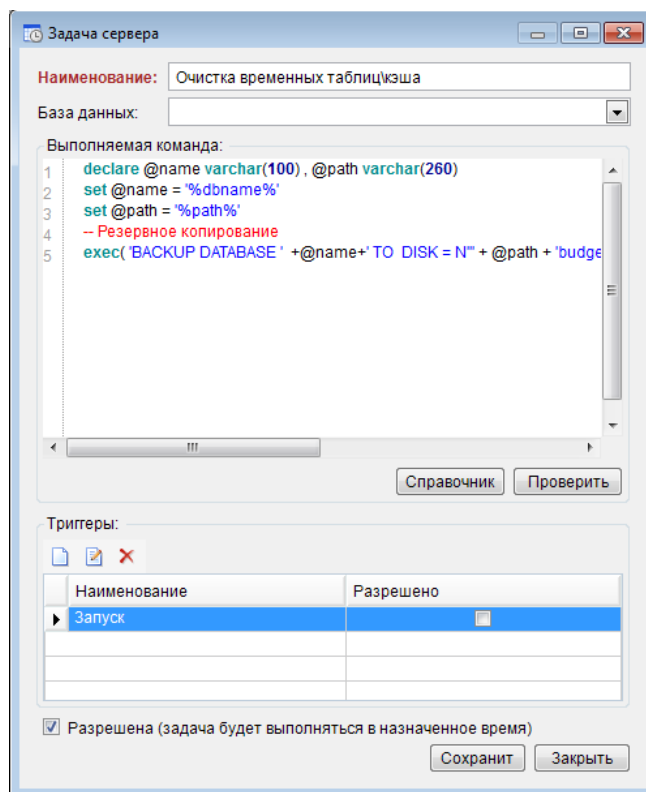 Задача сервера
Наименование: Очистка временных таблиц\кэша
База данных:
Выполняемая команда:
1 declare @name varchar(100) , @path varchar(260)
2 set @name = '%dbname%'
3 set @path = '%path%'
4 -- Резервное копирование
5 exec( 'BACKUP DATABASE ' +@name+' TO DISK = N''' + @path + 'budge
Справочник Проверить
Триггеры:
Наименование Разрешено
Запуск
Разрешена (задача будет выполняться в назначенное время)
Сохранит Закрыть